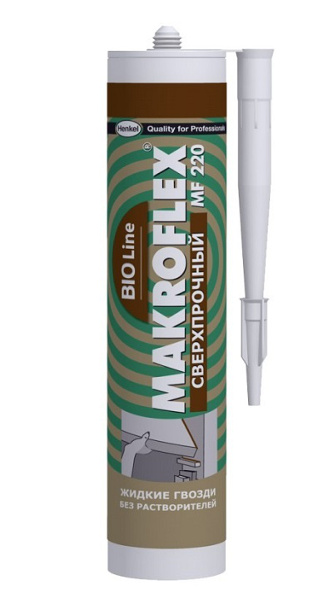 Henkel Quality for Professionals
BIO Line
MAKROFLEX®
MF 220
СВЕРХПРОЧНЫЙ
ЖИДКИЕ ГВОЗДИ
БЕЗ РАСТВОРИТЕЛЕЙ